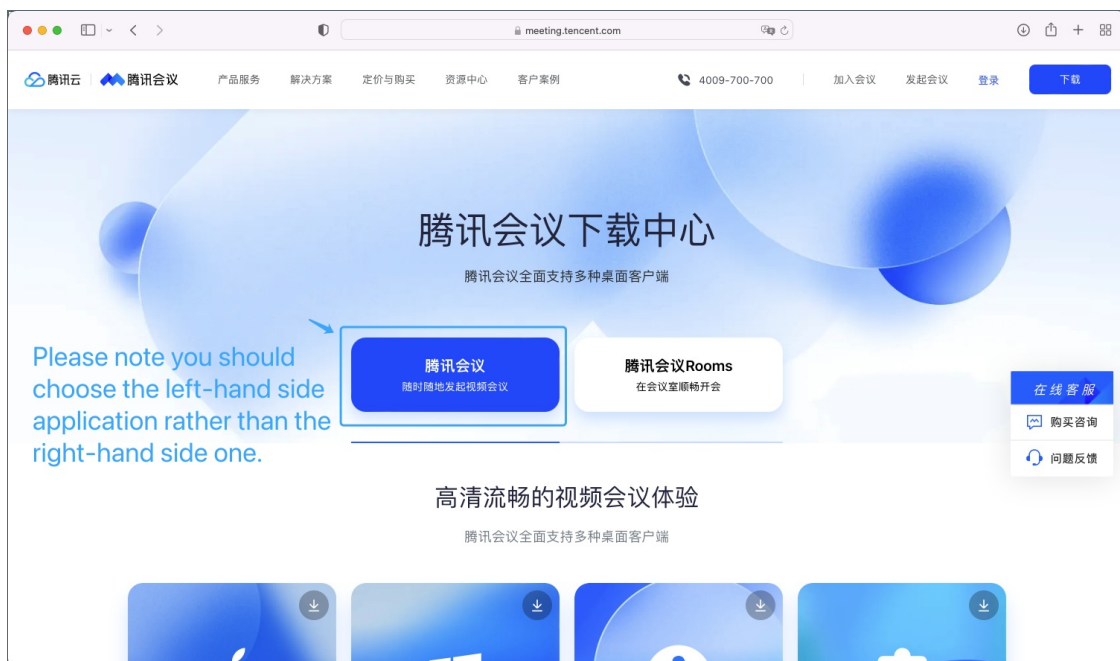 meeting.tencent.com
腾讯云 腾讯会议 产品服务 解决方案 定价与购买 资源中心 客户案例 4009-700-700 加入会议 发起会议 登录 下载
腾讯会议下载中心
腾讯会议全面支持多种桌面客户端
Please note you should
choose the left-hand side
application rather than the
right-hand side one.
腾讯会议
随时随地发起视频会议
腾讯会议Rooms
在会议室顺畅开会
在线客服
购买咨询
问题反馈
高清流畅的视频会议体验
腾讯会议全面支持多种桌面客户端